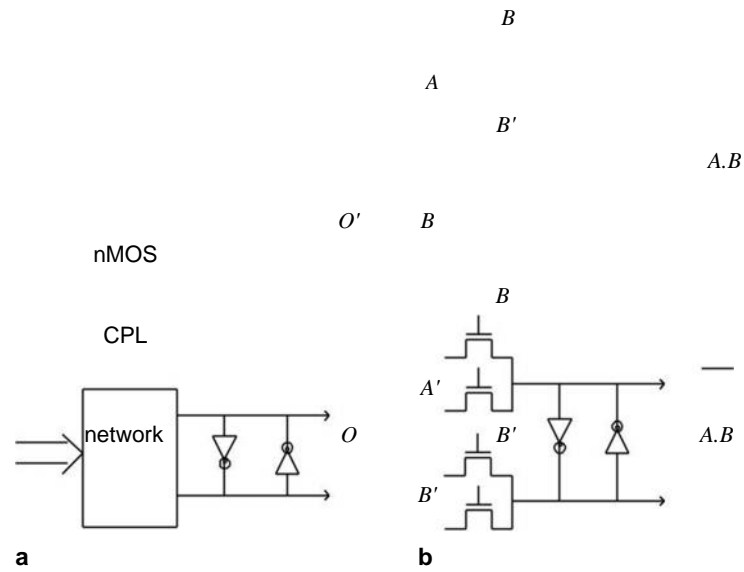 B
A
B'
A.B
O' B
nMOS
B
CPL
A'
network O B' A.B
B'
a b